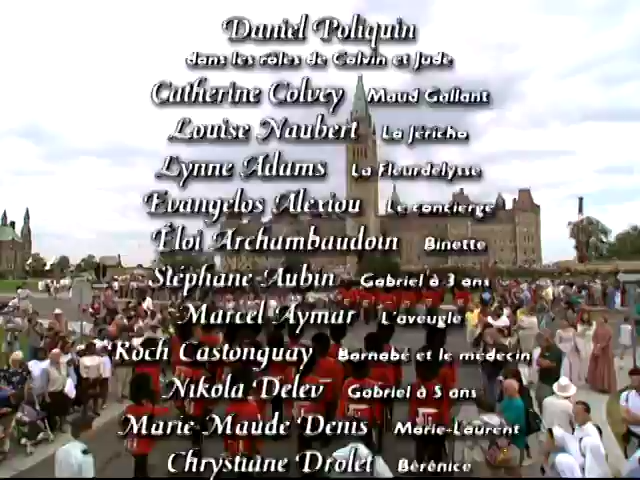 Daniel Poliquin
dans les rôles de Calvin et Jude
Catherine Colvey Maud Gallant
Louise Naubert La Jéricho
Lynne Adams La Fleurdelysse
Evangelos Alexiou Le concierge
Éloi Archambaudoin Binette
Stéphane Aubin Gabriel à 3 ans
Marcel Aymar L'aveugle
Roch Castonguay Barnabé et le médecin
Nikola Delev Gabriel à 5 ans
Marie-Maude Denis Marie-Laurent
Chrystiane Drolet Bérénice